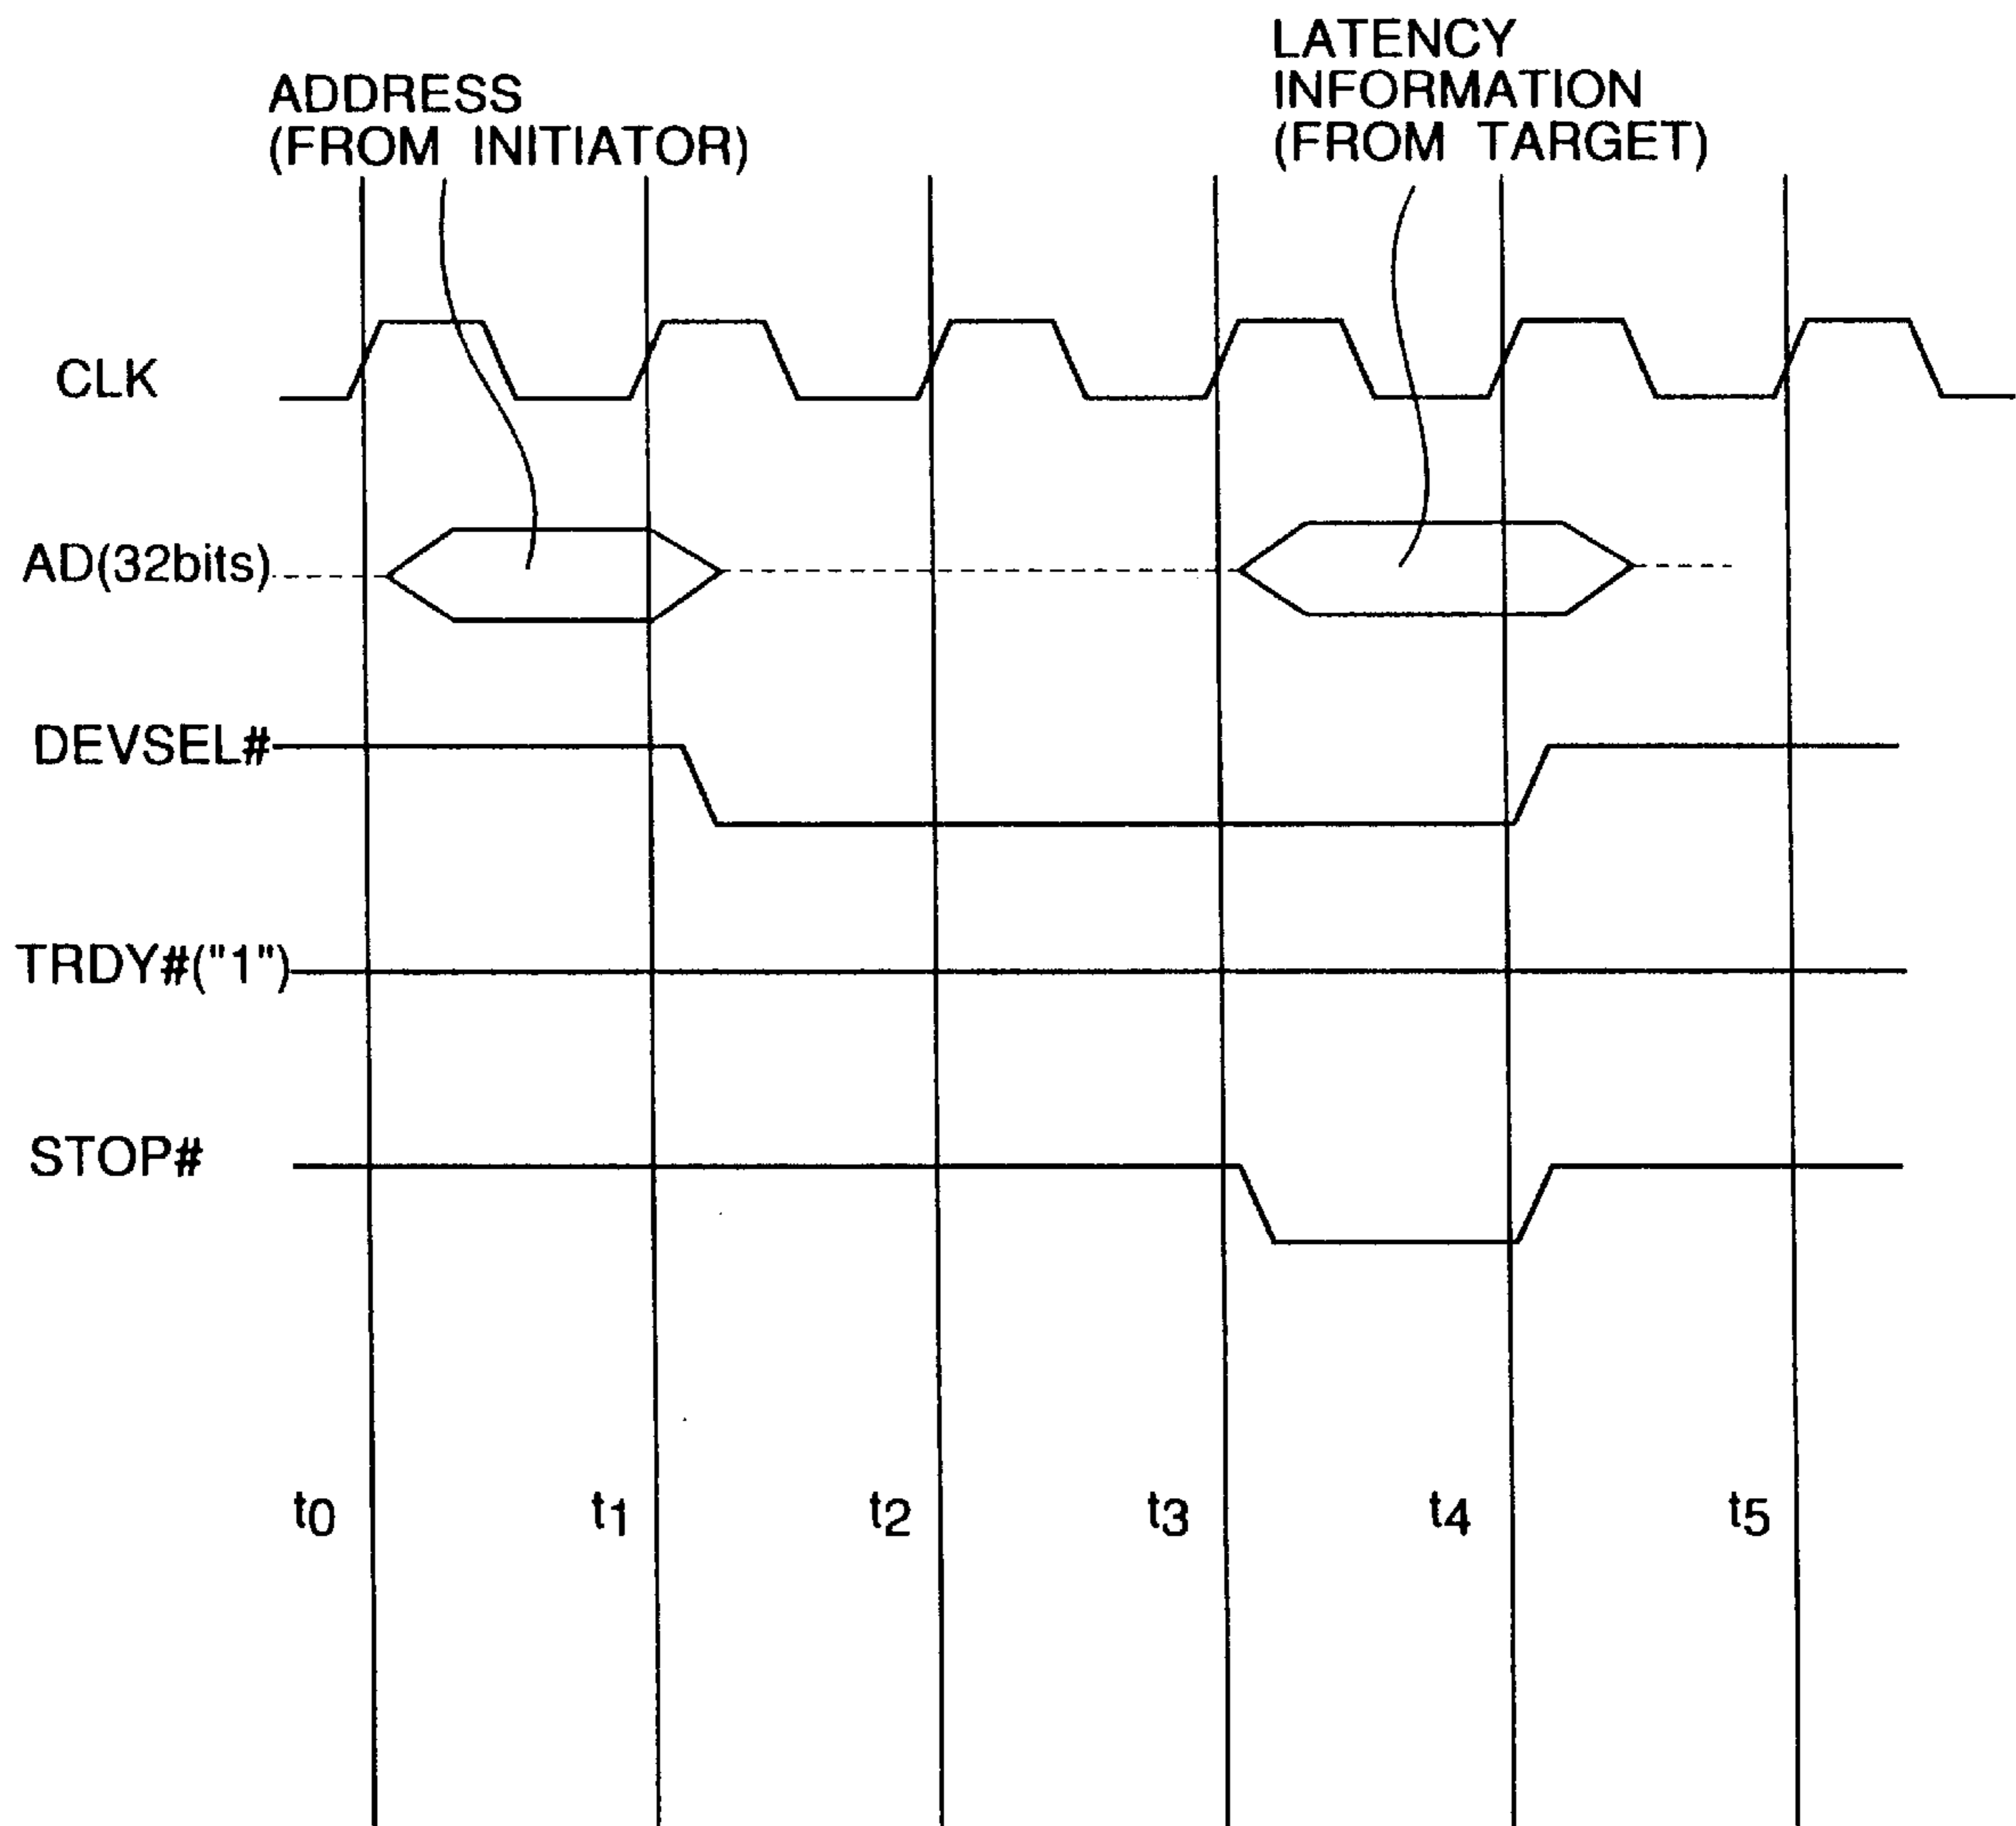 LATENCY
INFORMATION
(FROM TARGET)
ADDRESS
(FROM INITIATOR)
CLK
AD(32bits)
DEVSEL#
TRDY#("1")
STOP#
t0 t1 t2 t3 t4 t5